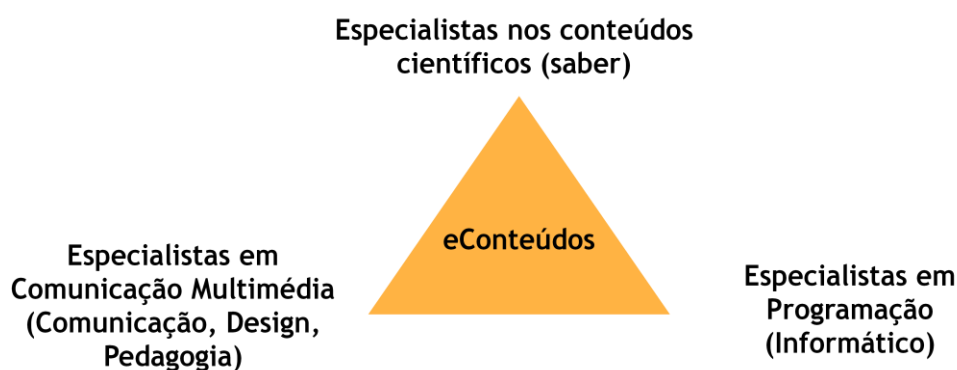 Especialistas nos conteúdos
científicos (saber)
eConteúdos
Especialistas em
Comunicação Multimédia
(Comunicação, Design,
Pedagogia)
Especialistas em
Programação
(Informático)